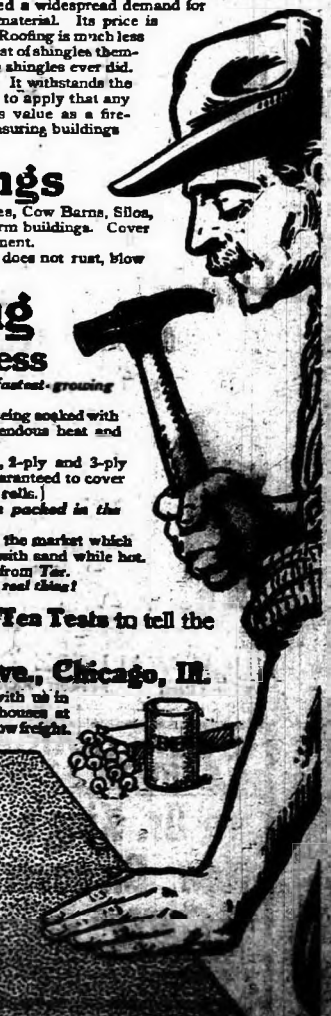 ed a widespread demand for
material. Its price is
Roofing is much less
st of shingles them-
shingles ever did.
It withstands the
to apply that any
s value as a fire-
nsuring buildings
ngs
es, Cow Barns, Silos,
rm buildings. Cover
nent.
does not rust, blow
g
ess
fastest-growing
eing soaked with
endous heat and
, 2-ply and 3-ply
aranteed to cover
rolls.)
packed in the
the market which
with sand while hot.
from Tar.
real thing!
Ten Tests to tell the
ve., Chicago, Ill.
with us in
houses at
ow freight.